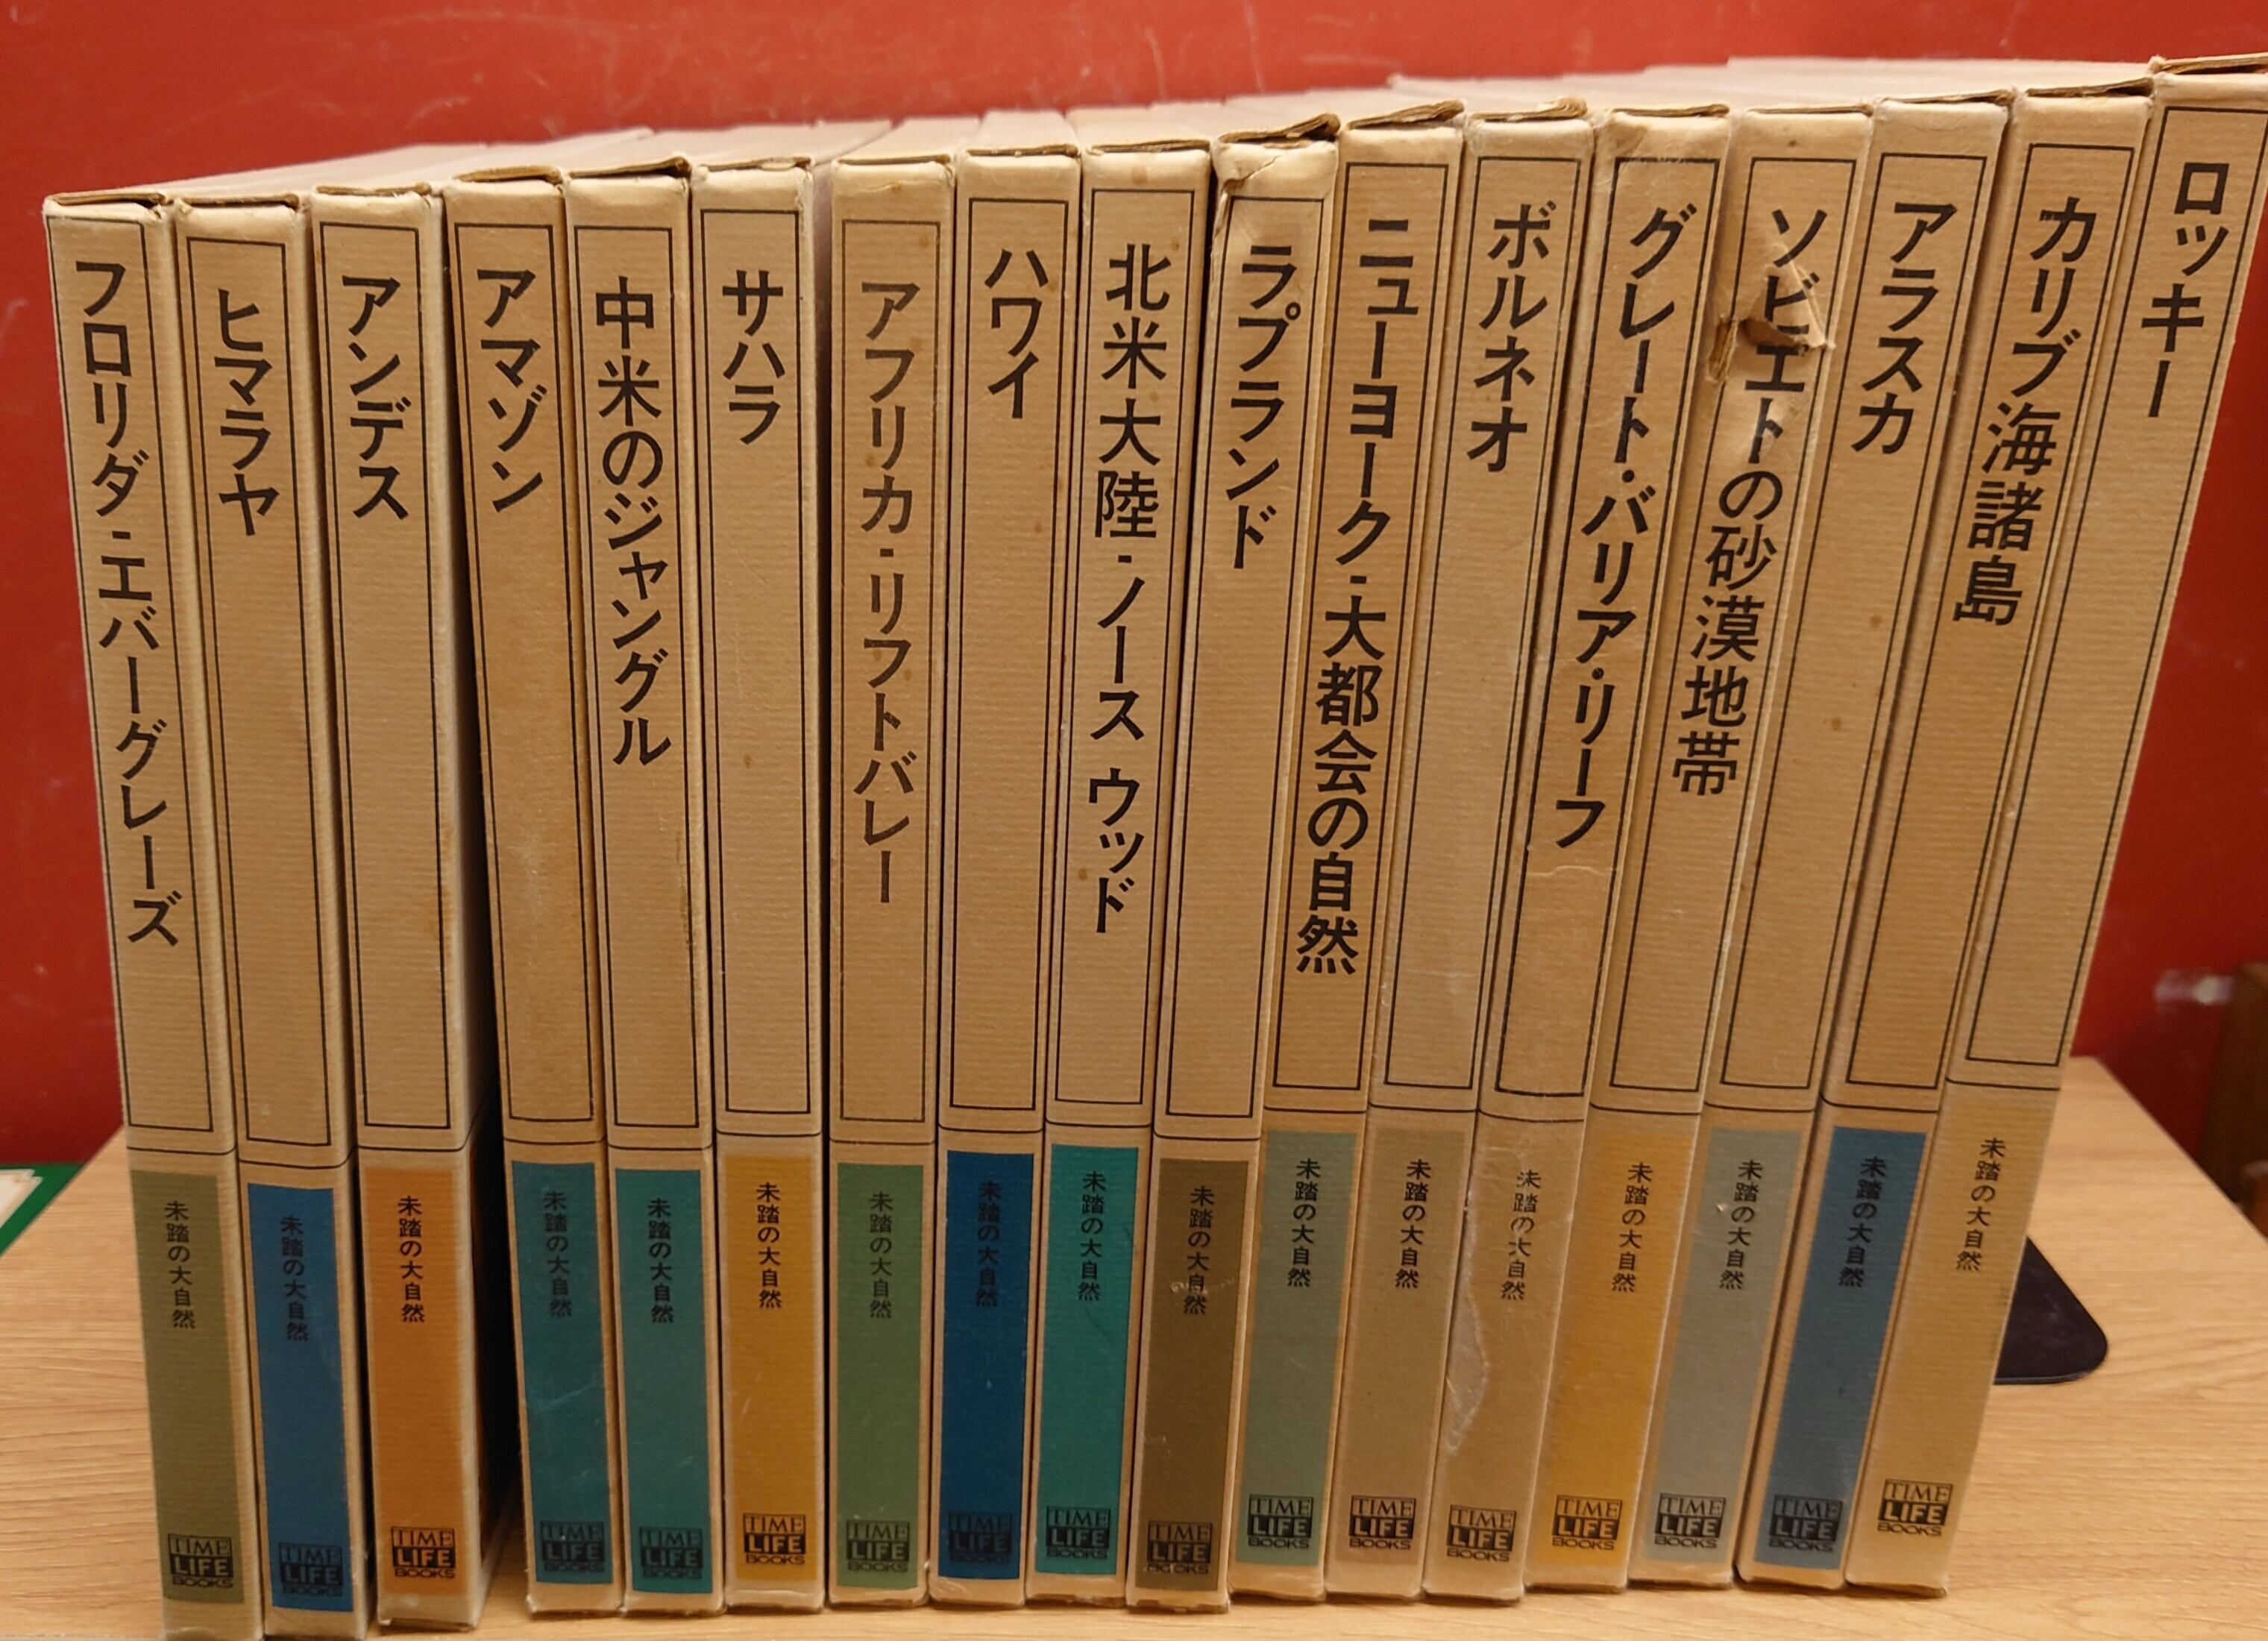 フロリダ・エバーグレーズ
未踏の大自然
TIME
LIFE
BOOKS
ヒマラヤ
未踏の大自然
TIME
LIFE
BOOKS
アンデス
未踏の大自然
TIME
LIFE
BOOKS
アマゾン
未踏の大自然
TIME
LIFE
BOOKS
中米のジャングル
未踏の大自然
TIME
LIFE
BOOKS
サハラ
未踏の大自然
TIME
LIFE
BOOKS
アフリカ・リフトバレー
未踏の大自然
TIME
LIFE
BOOKS
ハワイ
未踏の大自然
TIME
LIFE
BOOKS
北米大陸・ノース ウッド
未踏の大自然
TIME
LIFE
BOOKS
ラプランド
未踏の大自然
TIME
LIFE
BOOKS
ニューヨーク・大都会の自然
未踏の大自然
TIME
LIFE
BOOKS
ボルネオ
未踏の大自然
TIME
LIFE
BOOKS
グレート・バリア・リーフ
未踏の大自然
TIME
LIFE
BOOKS
ソビエトの砂漠地帯
未踏の大自然
TIME
LIFE
BOOKS
アラスカ
未踏の大自然
TIME
LIFE
BOOKS
カリブ海諸島
未踏の大自然
TIME
LIFE
BOOKS
ロッキー
未踏の大自然
TIME
LIFE
BOOKS